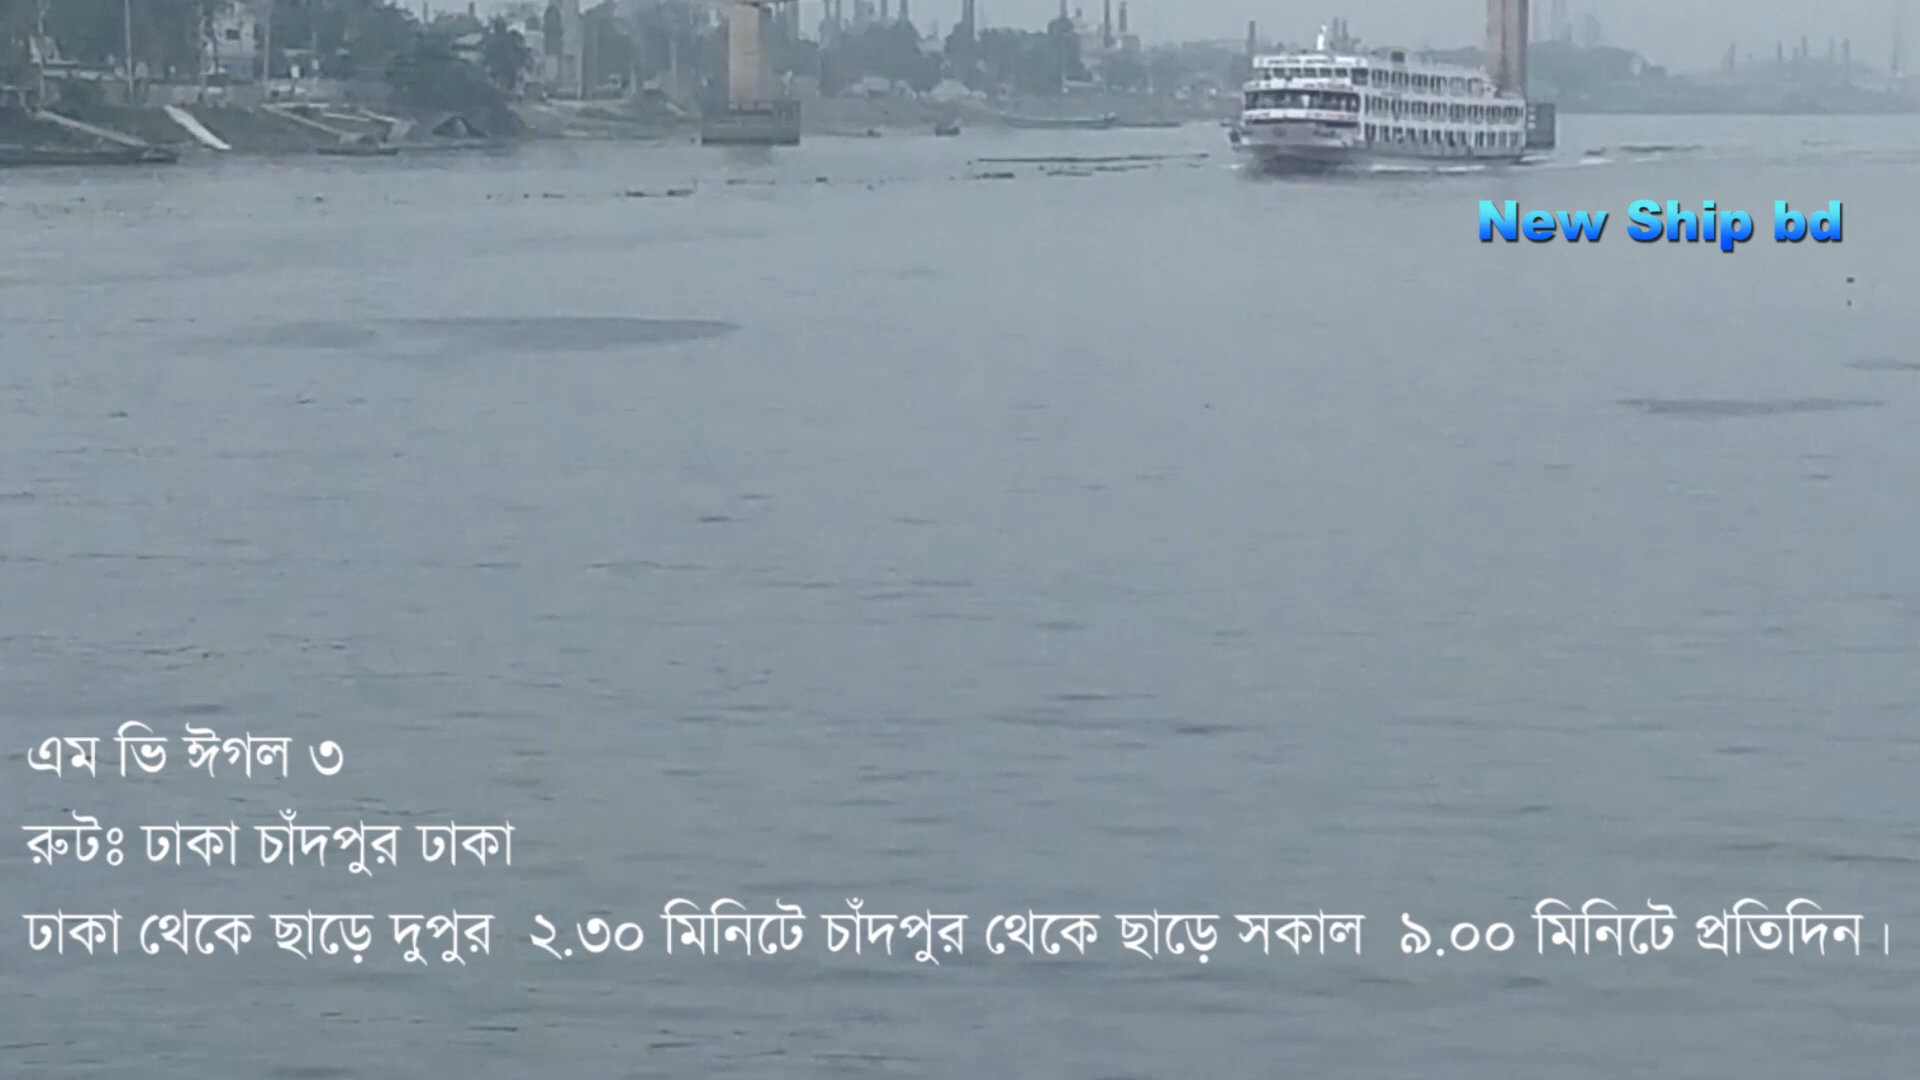 New Ship bd
এম ভি ঈগল ৩
রুটঃ ঢাকা চাঁদপুর ঢাকা
ঢাকা থেকে ছাড়ে দুপুর ২.৩০ মিনিটে চাঁদপুর থেকে ছাড়ে সকাল ৯.০০ মিনিটে প্রতিদিন।